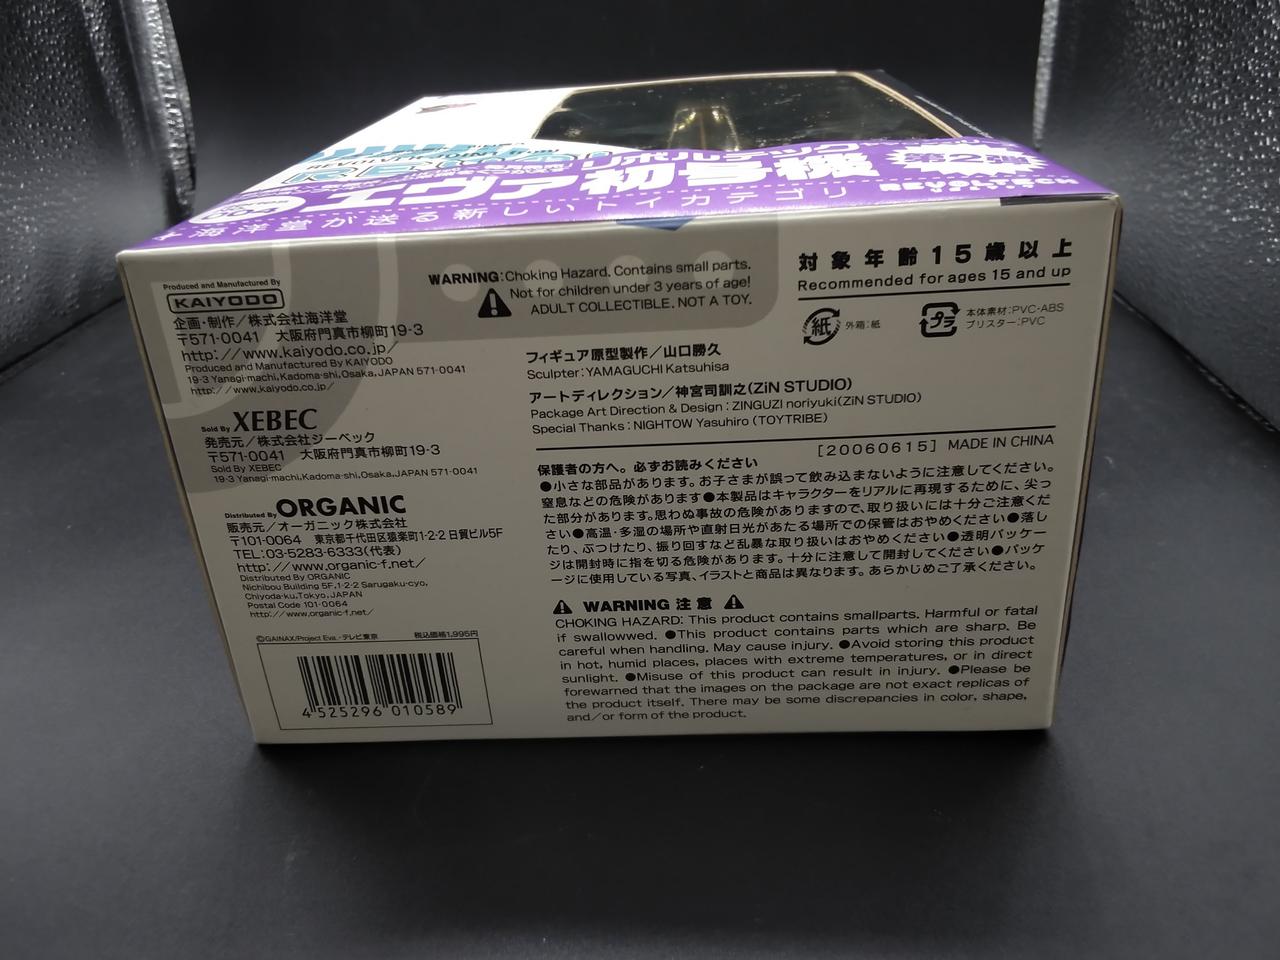 リボルテック
エヴァ初号機
第2弾
海洋堂が送る新しいトイカテゴリ
Produced and Manufactured By
KAIYODO
企画・制作／株式会社海洋堂
〒571-0041 大阪府門真市柳町19-3
http://www.kaiyodo.co.jp/
Produced and Manufactured By KAIYODO
19-3 Yanagi-machi,Kadoma-shi,Osaka,JAPAN 571-0041
http://www.kaiyodo.co.jp/
Sold By XEBEC
発売元／株式会社ジーベック
〒571-0041 大阪府門真市柳町19-3
Sold By XEBEC
19-3 Yanagi-machi,Kadoma-shi,Osaka,JAPAN 571-0041
Distributed By ORGANIC
販売元／オーガニック株式会社
〒101-0064 東京都千代田区猿楽町1-2-2 日貿ビル5F
TEL:03-5283-6333(代表)
http://www.organic-f.net/
Distributed By ORGANIC
Nichibou Building 5F,1-2-2 Sarugaku-cyo,
Chiyoda-ku,Tokyo,JAPAN
Postal Code 101-0064
http://www.organic-f.net/
©GAINAX/Project Eva.・テレビ東京 税込価格1,995円
4 525296 010589
WARNING:Choking Hazard. Contains small parts.
Not for children under 3 years of age!
ADULT COLLECTIBLE. NOT A TOY.
対象年齢15歳以上
Recommended for ages 15 and up
紙 外箱:紙
プラ 本体素材:PVC・ABS
ブリスター:PVC
フィギュア原型製作／山口勝久
Sculpter:YAMAGUCHI Katsuhisa
アートディレクション／神宮司訓之(ZiN STUDIO)
Package Art Direction & Design : ZINGUZI noriyuki(ZiN STUDIO)
Special Thanks : NIGHTOW Yasuhiro (TOYTRIBE)
[20060615] MADE IN CHINA
保護者の方へ。必ずお読みください
●小さな部品があります。お子さまが誤って飲み込まないように注意してください。
窒息などの危険があります●本製品はキャラクターをリアルに再現するために、尖っ
た部分があります。思わぬ事故の危険がありますので、取り扱いには十分ご注意くだ
さい●高温・多湿の場所や直射日光があたる場所での保管はおやめください●落し
たり、ぶつけたり、振り回すなど乱暴な取り扱いはおやめください●透明パッケー
ジは開封時に指を切る危険があります。十分に注意して開封してください●パッケ
ージに使用している写真、イラストと商品は異なります。あらかじめご了承ください。
WARNING 注意
CHOKING HAZARD: This product contains smallparts. Harmful or fatal
if swallowwed. ●This product contains parts which are sharp. Be
careful when handling. May cause injury. ●Avoid storing this product
in hot, humid places, places with extreme temperatures, or in direct
sunlight. ●Misuse of this product can result in injury. ●Please be
forewarned that the images on the package are not exact replicas of
the product itself. There may be some discrepancies in color, shape,
and/or form of the product.